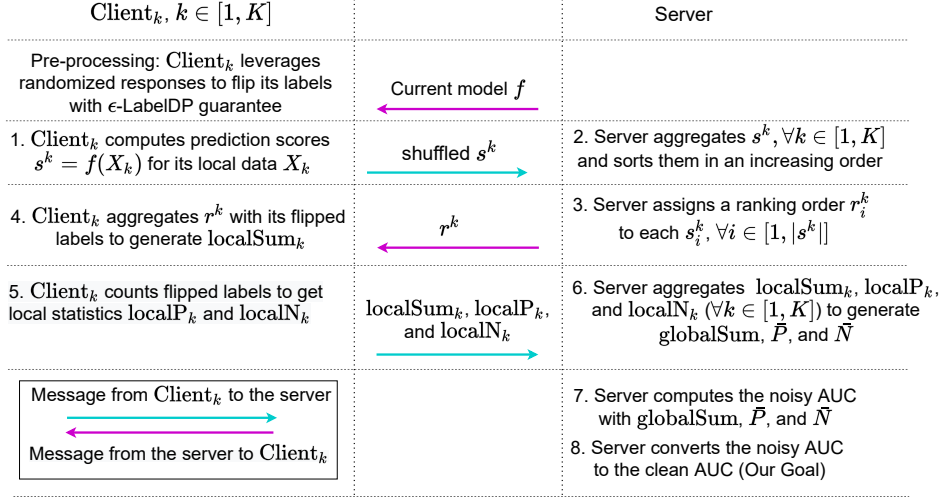 Client_k, k ∈ [1, K]
Server
Pre-processing: Client_k leverages
randomized responses to flip its labels
with ϵ-LabelDP guarantee
Current model f
1. Client_k computes prediction scores
s^k = f(X_k) for its local data X_k
shuffled s^k
2. Server aggregates s^k, ∀k ∈ [1, K]
and sorts them in an increasing order
4. Client_k aggregates r^k with its flipped
labels to generate localSum_k
r^k
3. Server assigns a ranking order r_i^k
to each s_i^k, ∀i ∈ [1, |s^k|]
5. Client_k counts flipped labels to get
local statistics localP_k and localN_k
localSum_k, localP_k,
and localN_k
6. Server aggregates localSum_k, localP_k,
and localN_k (∀k ∈ [1, K]) to generate
globalSum, P̄, and N̄
Message from Client_k to the server
Message from the server to Client_k
7. Server computes the noisy AUC
with globalSum, P̄, and N̄
8. Server converts the noisy AUC
to the clean AUC (Our Goal)